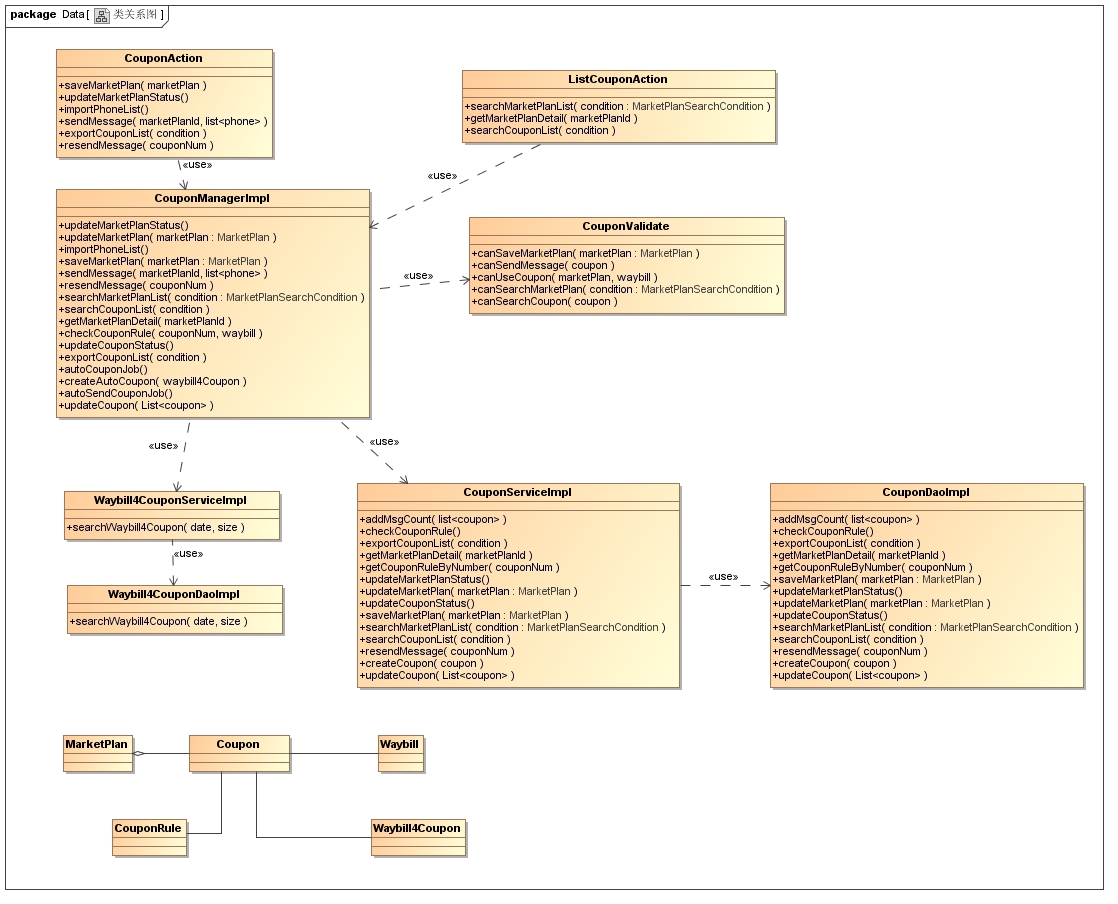 package Data[ 类关系图 ]
CouponAction
+saveMarketPlan( marketPlan )
+updateMarketPlanStatus()
+importPhoneList()
+sendMessage( marketPlanId, list<phone> )
+exportCouponList( condition )
+resendMessage( couponNum )
ListCouponAction
+searchMarketPlanList( condition : MarketPlanSearchCondition )
+getMarketPlanDetail( marketPlanId )
+searchCouponList( condition )
«use»
«use»
CouponManagerImpl
+updateMarketPlanStatus()
+updateMarketPlan( marketPlan : MarketPlan )
+importPhoneList()
+saveMarketPlan( marketPlan : MarketPlan )
+sendMessage( marketPlanId, list<phone> )
+resendMessage( couponNum )
+searchMarketPlanList( condition : MarketPlanSearchCondition )
+searchCouponList( condition )
+getMarketPlanDetail( marketPlanId )
+checkCouponRule( couponNum, waybill )
+updateCouponStatus()
+exportCouponList( condition )
+autoCouponJob()
+createAutoCoupon( waybill4Coupon )
+autoSendCouponJob()
+updateCoupon( List<coupon> )
«use»
CouponValidate
+canSaveMarketPlan( marketPlan : MarketPlan )
+canSendMessage( coupon )
+canUseCoupon( marketPlan, waybill )
+canSearchMarketPlan( condition : MarketPlanSearchCondition )
+canSearchCoupon( coupon )
«use»
«use»
Waybill4CouponServiceImpl
+searchWaybill4Coupon( date, size )
«use»
Waybill4CouponDaoImpl
+searchWaybill4Coupon( date, size )
CouponServiceImpl
+addMsgCount( list<coupon> )
+checkCouponRule()
+exportCouponList( condition )
+getMarketPlanDetail( marketPlanId )
+getCouponRuleByNumber( couponNum )
+updateMarketPlanStatus()
+updateMarketPlan( marketPlan : MarketPlan )
+updateCouponStatus()
+saveMarketPlan( marketPlan : MarketPlan )
+searchMarketPlanList( condition : MarketPlanSearchCondition )
+searchCouponList( condition )
+resendMessage( couponNum )
+createCoupon( coupon )
+updateCoupon( List<coupon> )
«use»
CouponDaoImpl
+addMsgCount( list<coupon> )
+checkCouponRule()
+exportCouponList( condition )
+getMarketPlanDetail( marketPlanId )
+getCouponRuleByNumber( couponNum )
+saveMarketPlan( marketPlan : MarketPlan )
+updateMarketPlanStatus()
+updateMarketPlan( marketPlan : MarketPlan )
+updateCouponStatus()
+searchMarketPlanList( condition : MarketPlanSearchCondition )
+searchCouponList( condition )
+resendMessage( couponNum )
+createCoupon( coupon )
+updateCoupon( List<coupon> )
MarketPlan
Coupon
Waybill
CouponRule
Waybill4Coupon